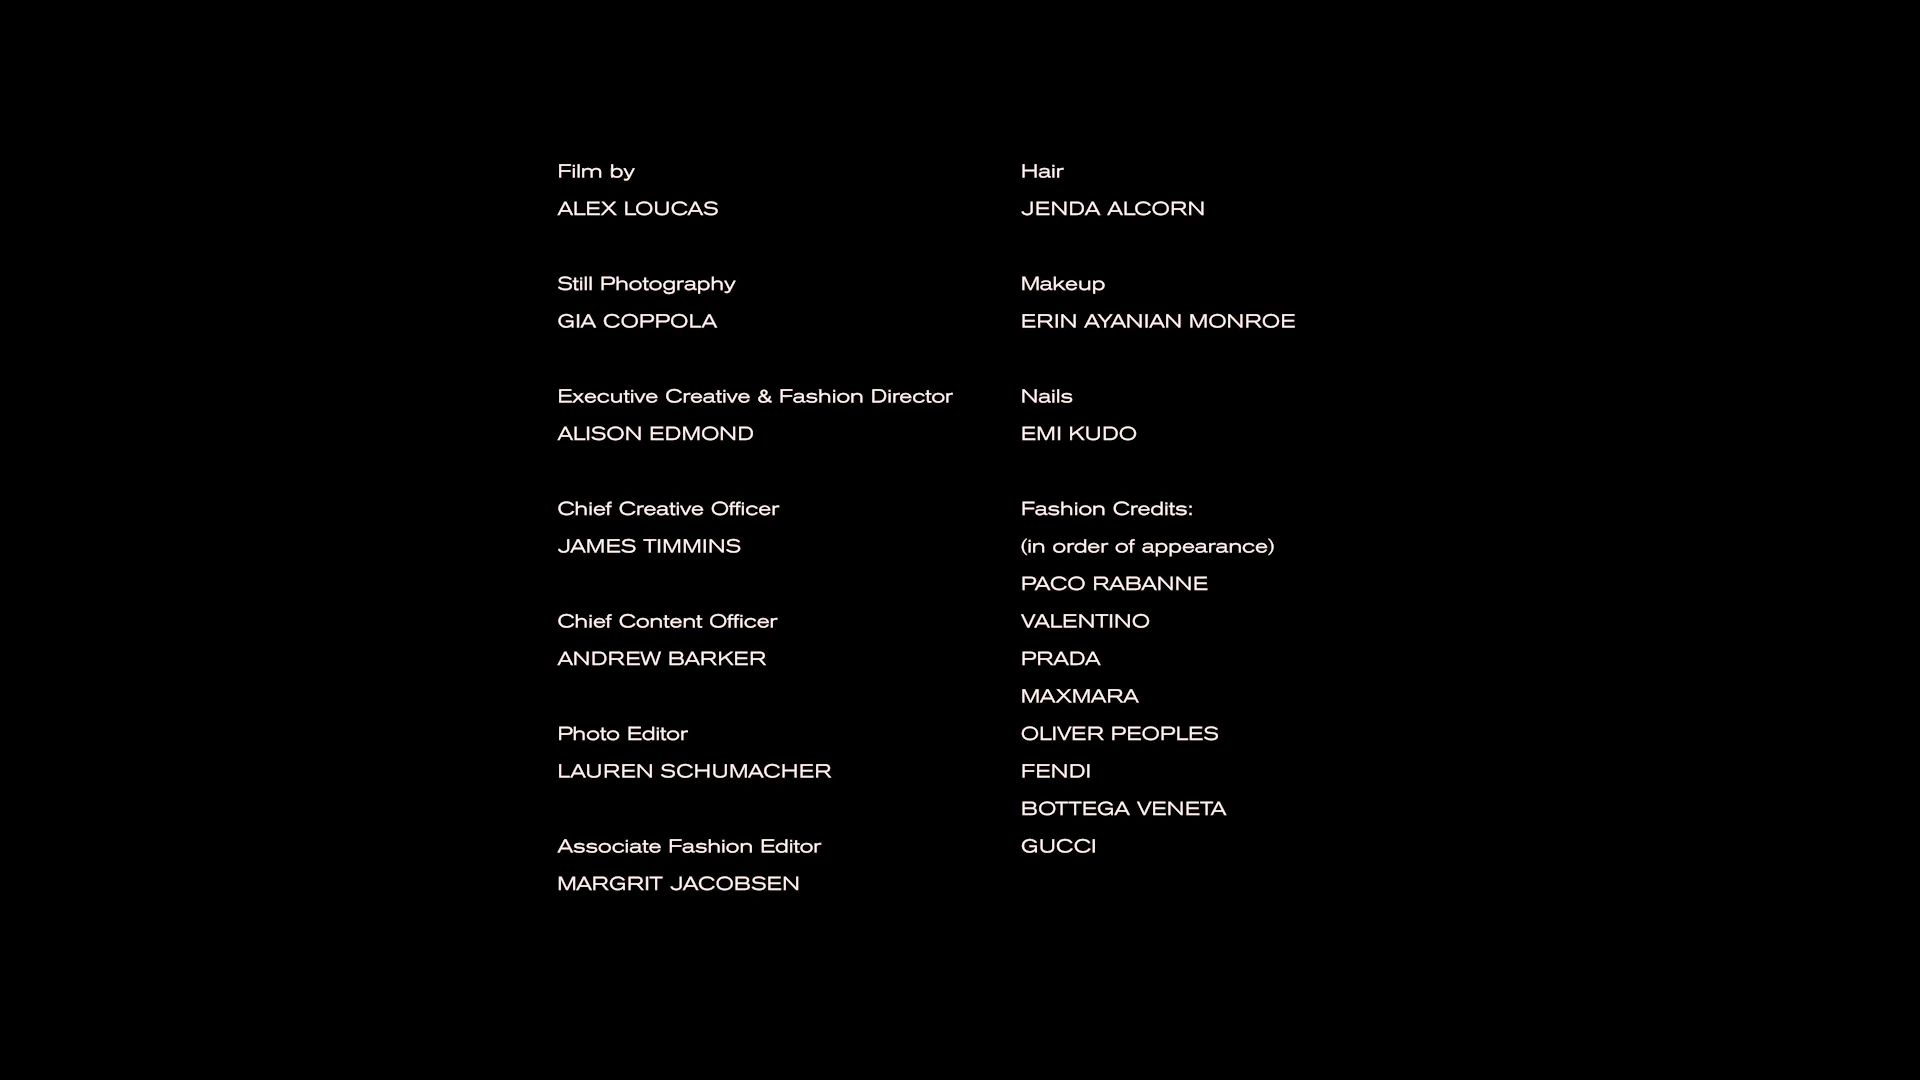 Film by
ALEX LOUCAS
Still Photography
GIA COPPOLA
Executive Creative & Fashion Director
ALISON EDMOND
Chief Creative Officer
JAMES TIMMINS
Chief Content Officer
ANDREW BARKER
Photo Editor
LAUREN SCHUMACHER
Associate Fashion Editor
MARGRIT JACOBSEN
Hair
JENDA ALCORN
Makeup
ERIN AYANIAN MONROE
Nails
EMI KUDO
Fashion Credits:
(in order of appearance)
PACO RABANNE
VALENTINO
PRADA
MAXMARA
OLIVER PEOPLES
FENDI
BOTTEGA VENETA
GUCCI